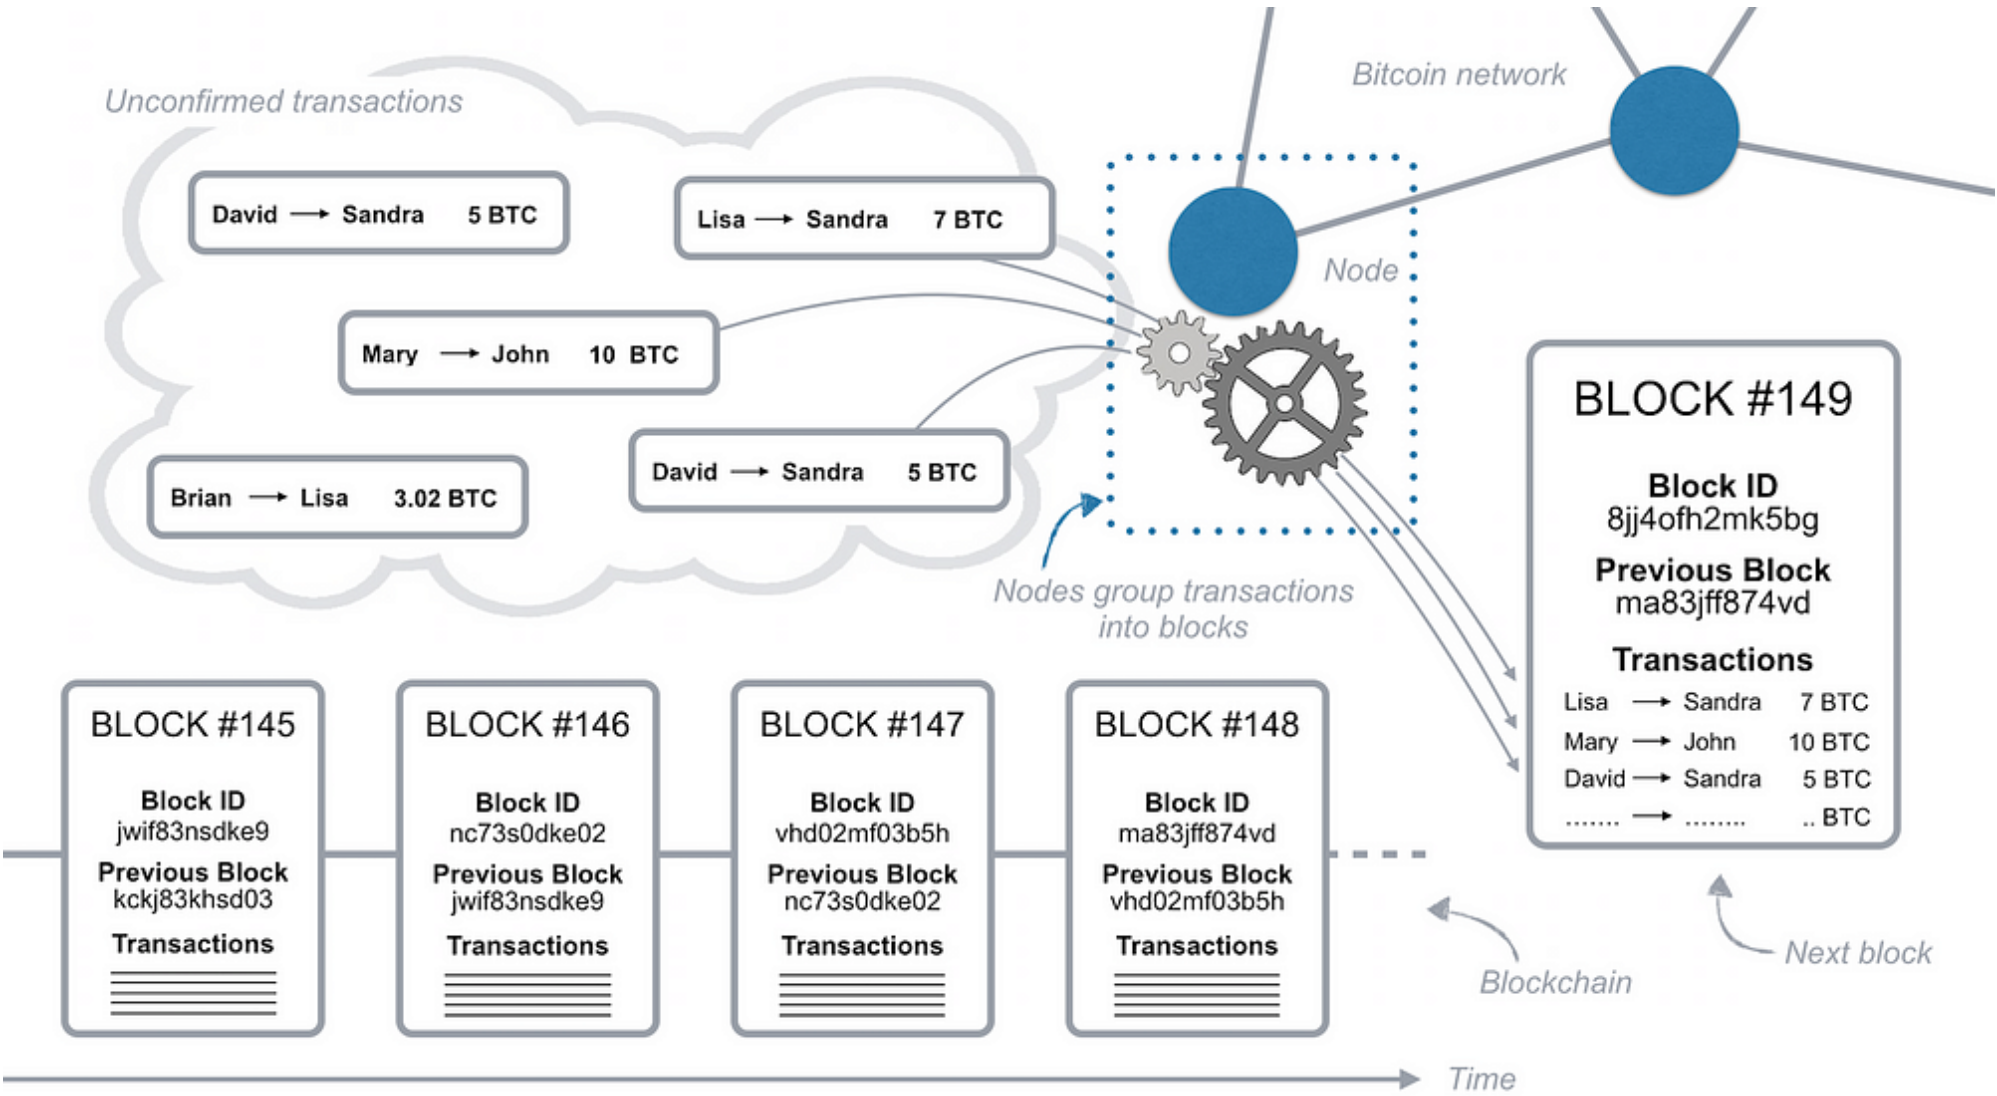 Unconfirmed transactions
Bitcoin network
David → Sandra 5 BTC
Lisa → Sandra 7 BTC
Node
Mary → John 10 BTC
David → Sandra 5 BTC
Brian → Lisa 3.02 BTC
Nodes group transactions
into blocks
BLOCK #149
Block ID
8jj4ofh2mk5bg
Previous Block
ma83jff874vd
Transactions
Lisa → Sandra 7 BTC
Mary → John 10 BTC
David → Sandra 5 BTC
....... → ........ .. BTC
BLOCK #145
Block ID
jwif83nsdke9
Previous Block
kckj83khsd03
Transactions
BLOCK #146
Block ID
nc73s0dke02
Previous Block
jwif83nsdke9
Transactions
BLOCK #147
Block ID
vhd02mf03b5h
Previous Block
nc73s0dke02
Transactions
BLOCK #148
Block ID
ma83jff874vd
Previous Block
vhd02mf03b5h
Transactions
Blockchain
Next block
Time